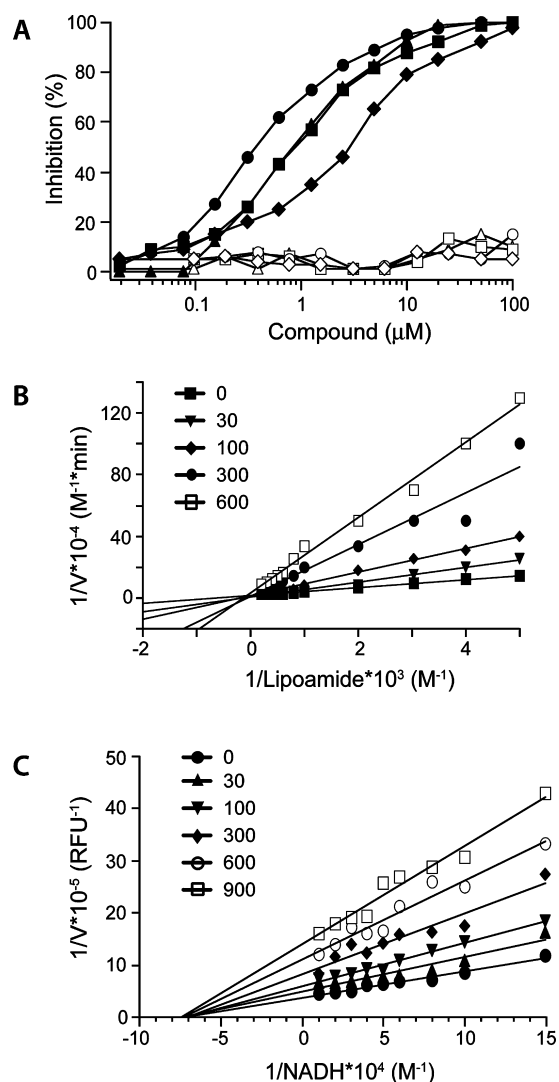 A
Inhibition (%)
100
80
60
40
20
0
0.1 1 10 100
Compound (μM)
B
1/V*10⁻⁴ (M⁻¹*min)
120
80
40
0
0
30
100
300
600
-2 0 2 4
1/Lipoamide*10³ (M⁻¹)
C
1/V*10⁻⁵ (RFU⁻¹)
50
40
30
20
10
0
0
30
100
300
600
900
-10 -5 0 5 10 15
1/NADH*10⁴ (M⁻¹)